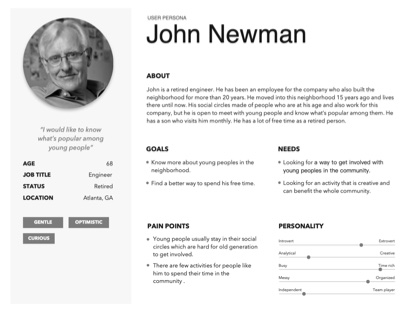 USER PERSONA
John Newman
"I would like to know
what's popular among
young people"
AGE 68
JOB TITLE Engineer
STATUS Retired
LOCATION Atlanta, GA
GENTLE OPTIMISTIC
CURIOUS
ABOUT
John is a retired engineer. He has been an employee for the company who also built the
neighborhood for more than 20 years. He moved into this neighborhood 15 years ago and lives
there until now. His social circles made of people who are at his age and also work for this
company, but he is open to meet with young people and know what's popular among them. He
has a son who visits him monthly. He has a lot of free time as a retired person.
GOALS
Know more about young peoples in the
neighborhood.
Find a better way to spend his free time.
NEEDS
Looking for a way to get involved with
young peoples in the community.
Looking for an activity that is creative and
can benefit the whole community.
PAIN POINTS
Young people usually stay in their social
circles which are hard for old generation
to get involved.
There are few activities for people like
him to spend their time in the
community .
PERSONALITY
Introvert Extrovert
Analytical Creative
Busy Time rich
Messy Organized
Independent Team player